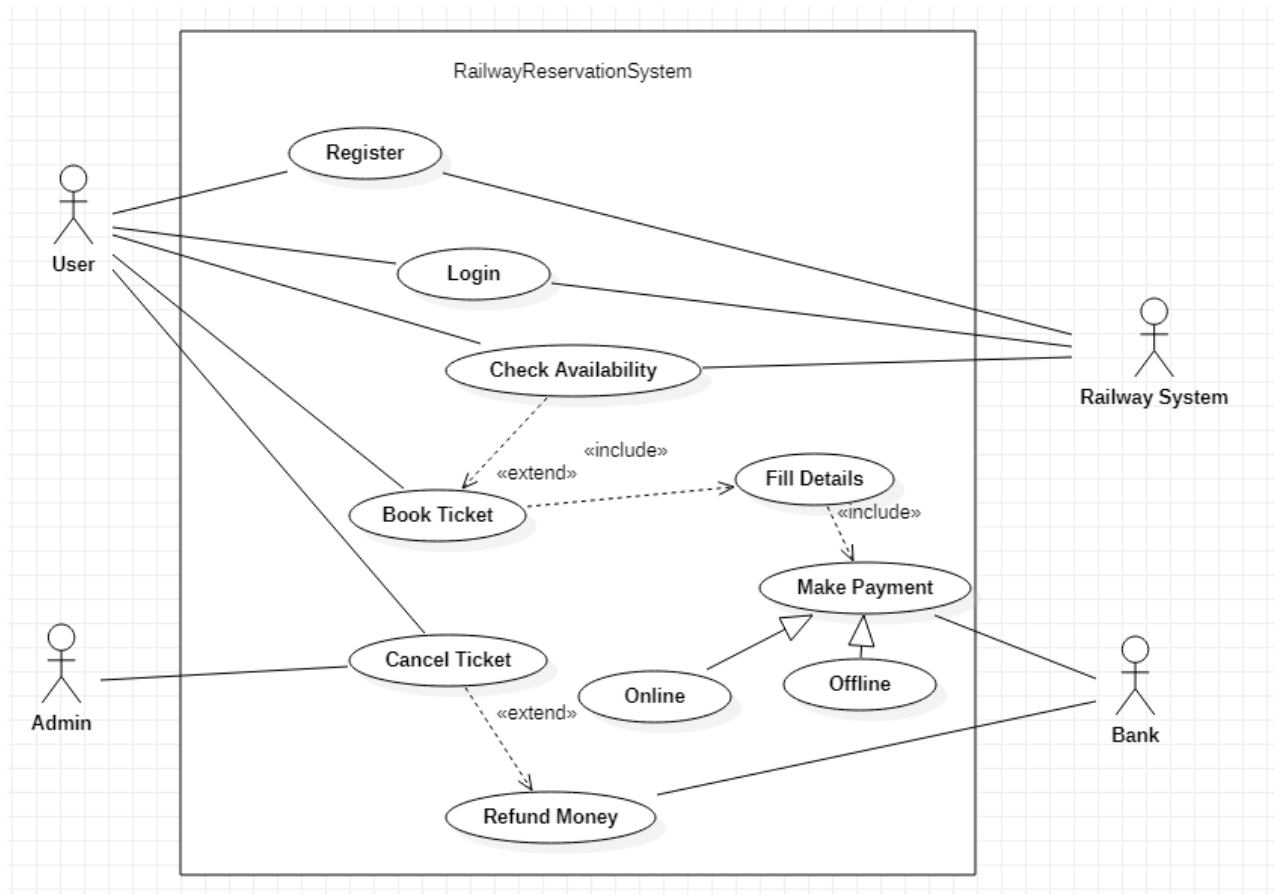 RailwayReservationSystem
Register
User
Login
Railway System
Check Availability
«include»
«extend»
Fill Details
«include»
Book Ticket
Make Payment
Admin
Cancel Ticket
Online
Offline
Bank
«extend»
Refund Money